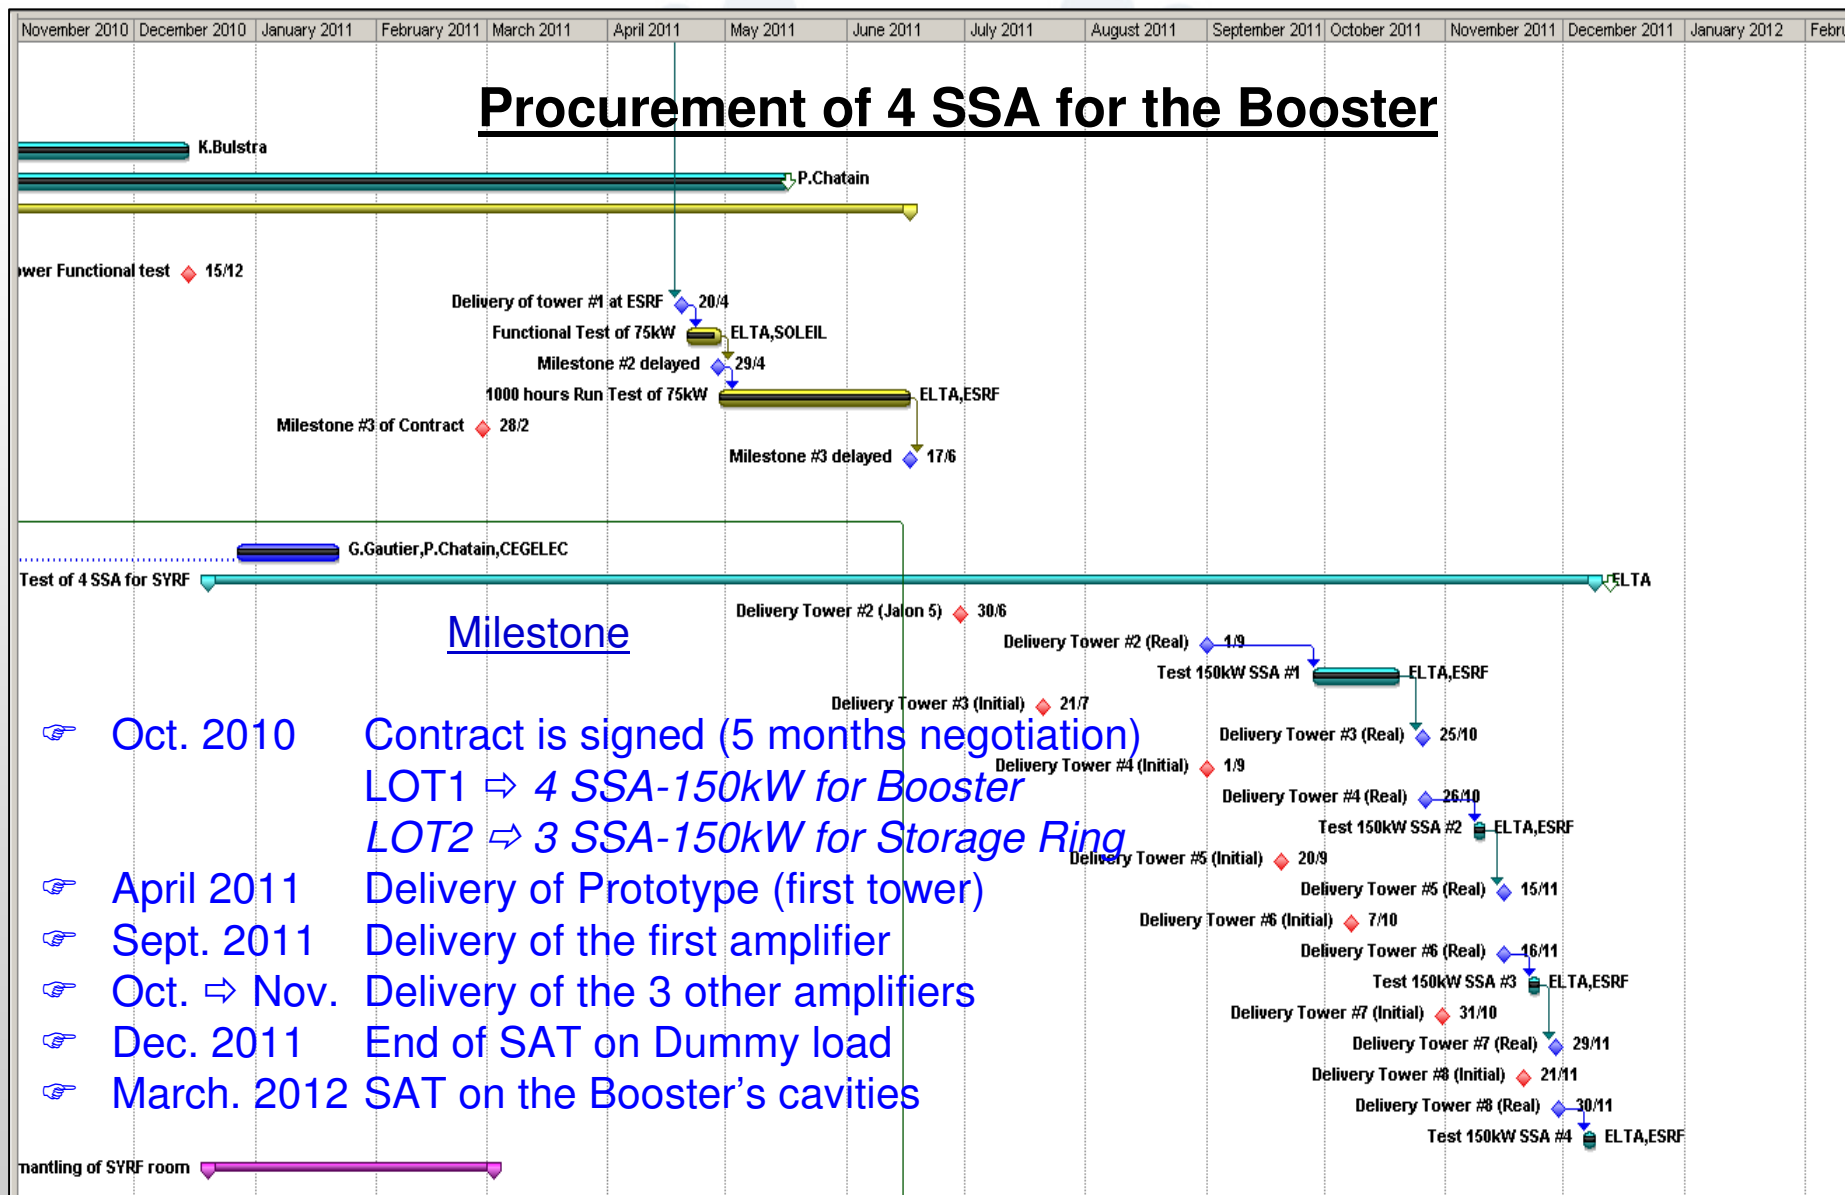 November 2010 December 2010 January 2011 February 2011 March 2011 April 2011 May 2011 June 2011 July 2011 August 2011 September 2011 October 2011 November 2011 December 2011 January 2012 Febru
Procurement of 4 SSA for the Booster
K.Bulstra
P.Chatain
ower Functional test 15/12
Delivery of tower #1 at ESRF 20/4
Functional Test of 75kW ELTA,SOLEIL
Milestone #2 delayed 29/4
1000 hours Run Test of 75kW ELTA,ESRF
Milestone #3 of Contract 28/2
Milestone #3 delayed 17/6
G.Gautier,P.Chatain,CEGELEC
Test of 4 SSA for SYRF ELTA
Delivery Tower #2 (Jalon 5) 30/6
Milestone
Delivery Tower #2 (Real) 1/9
Test 150kW SSA #1 ELTA,ESRF
Delivery Tower #3 (Initial) 21/7
☞ Oct. 2010 Contract is signed (5 months negotiation)
Delivery Tower #3 (Real) 25/10
Delivery Tower #4 (Initial) 1/9
LOT1 ⇨ 4 SSA-150kW for Booster
Delivery Tower #4 (Real) 26/10
Test 150kW SSA #2 ELTA,ESRF
LOT2 ⇨ 3 SSA-150kW for Storage Ring
Delivery Tower #5 (Initial) 20/9
☞ April 2011 Delivery of Prototype (first tower)
Delivery Tower #5 (Real) 15/11
Delivery Tower #6 (Initial) 7/10
☞ Sept. 2011 Delivery of the first amplifier
Delivery Tower #6 (Real) 16/11
Test 150kW SSA #3 ELTA,ESRF
☞ Oct. ⇨ Nov. Delivery of the 3 other amplifiers
Delivery Tower #7 (Initial) 31/10
☞ Dec. 2011 End of SAT on Dummy load
Delivery Tower #7 (Real) 29/11
Delivery Tower #8 (Initial) 21/11
☞ March. 2012 SAT on the Booster's cavities
Delivery Tower #8 (Real) 30/11
Test 150kW SSA #4 ELTA,ESRF
mantling of SYRF room